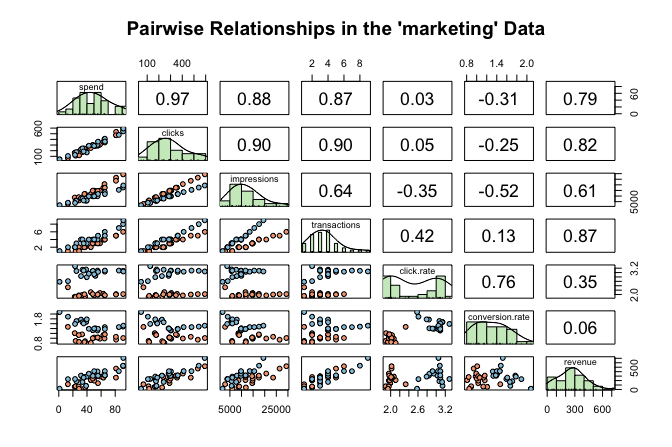 Pairwise Relationships in the 'marketing' Data
100 400 2 4 6 8 0.8 1.4 2.0
spend 0.97 0.88 0.87 0.03 -0.31 0.79 0 60
100 600 clicks 0.90 0.90 0.05 -0.25 0.82
impressions 0.64 -0.35 -0.52 0.61 5000
2 6 transactions 0.42 0.13 0.87
click.rate 0.76 0.35 2.0 3.2
0.8 1.8 conversion.rate 0.06
revenue 0 500
0 40 80 5000 25000 2.0 2.6 3.2 0 300 600